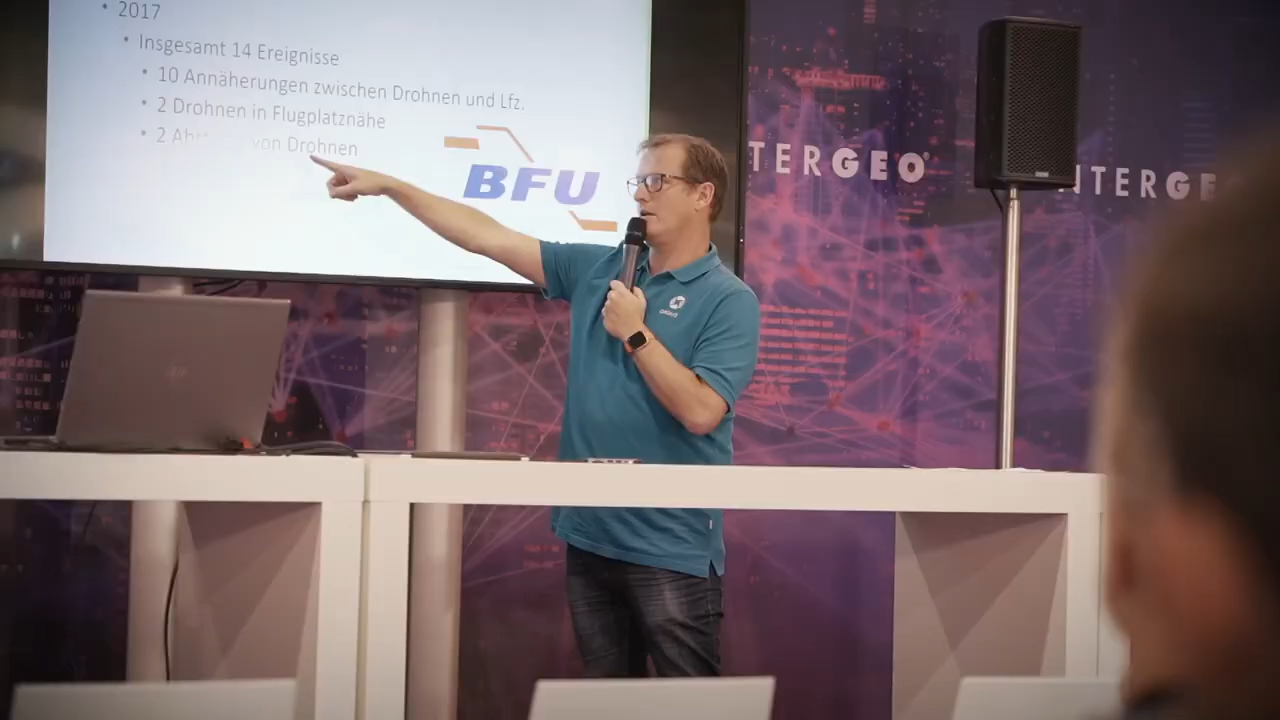 2017
Insgesamt 14 Ereignisse
10 Annäherungen zwischen Drohnen und Lfz.
2 Drohnen in Flugplatznähe
2 von Drohnen
BFU
TERGEO
NTERGE